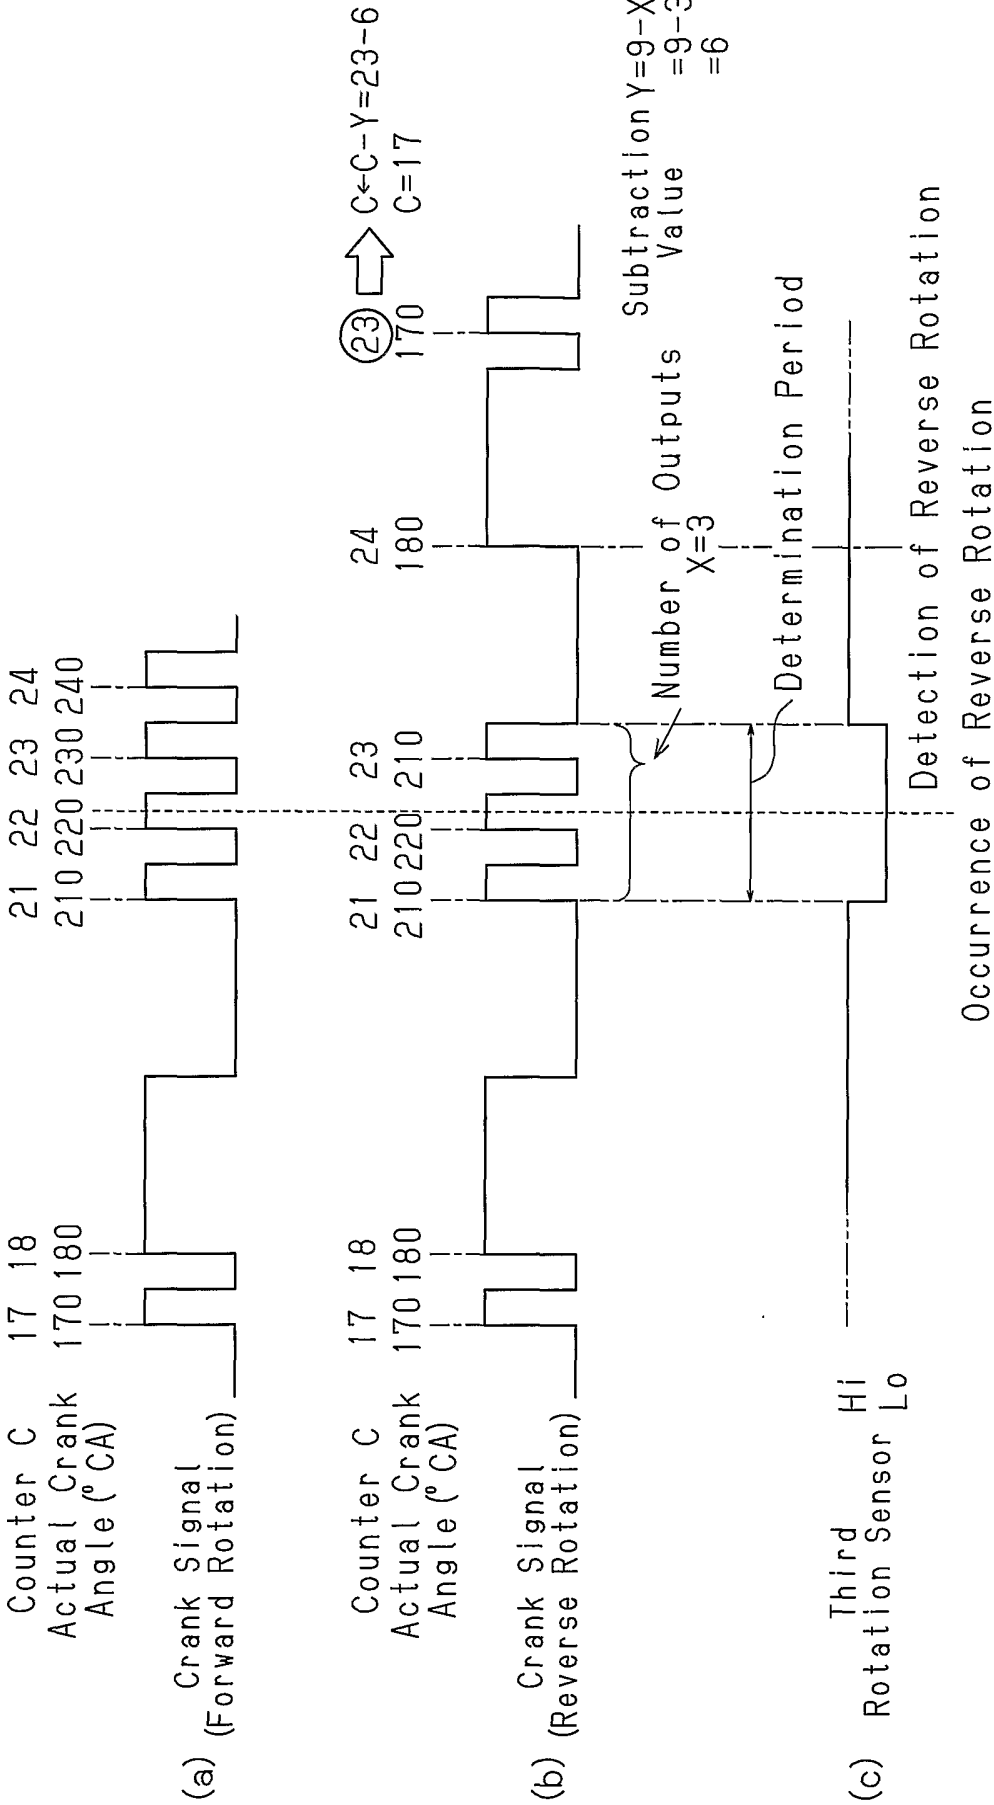 Counter C 17 18 21 22 23 24
Actual Crank Angle (°CA) 170 180 210 220 230 240
(a) Crank Signal
(Forward Rotation)
Counter C 17 18 21 22 23 24 23 C←C-Y=23-6
C=17
Actual Crank Angle (°CA) 170 180 210 220 210 180 170
(b) Crank Signal
(Reverse Rotation)
Subtraction Value Y=9-X
=9-3
=6
Number of Outputs
X=3
Determination Period
(c) Third
Rotation Sensor Hi
Lo
Detection of Reverse Rotation
Occurrence of Reverse Rotation